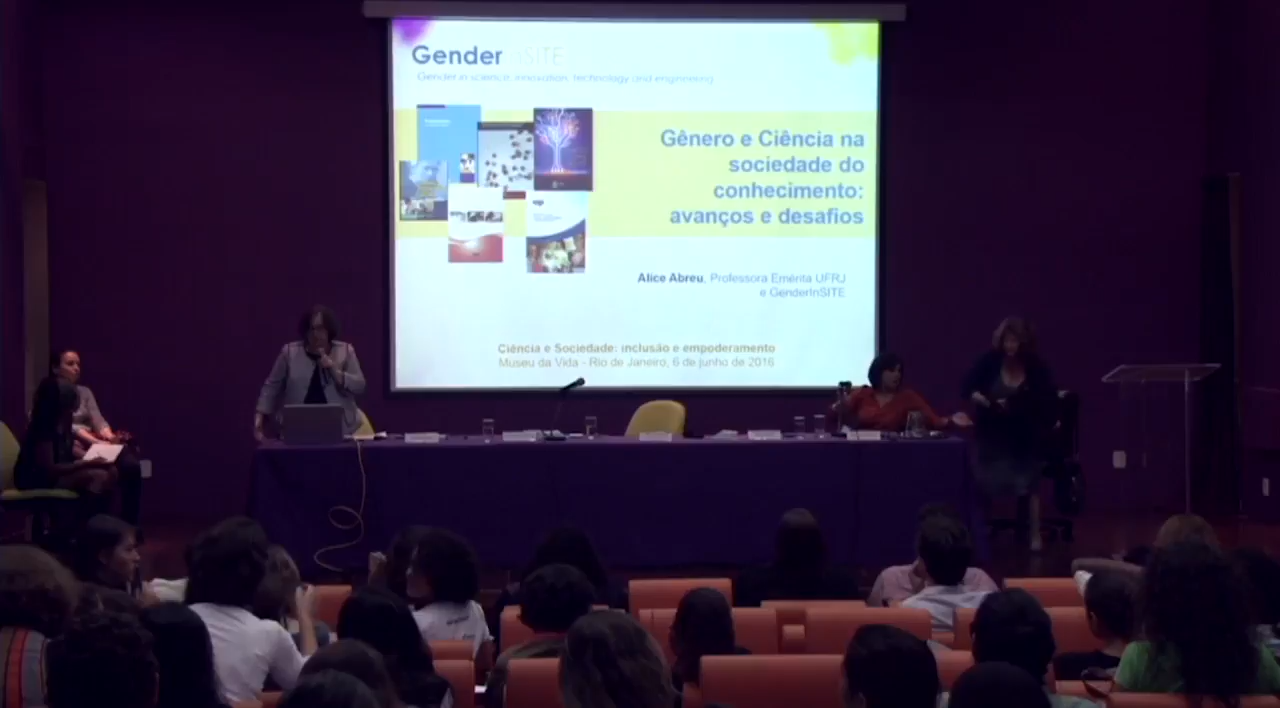 GenderInSITE
Gender in science, innovation, technology and engineering
Gênero e Ciência na
sociedade do
conhecimento:
avanços e desafios
Alice Abreu, Professora Emérita UFRJ
e GenderInSITE
Ciência e Sociedade: inclusão e empoderamento
Museu da Vida - Rio de Janeiro, 6 de junho de 2016